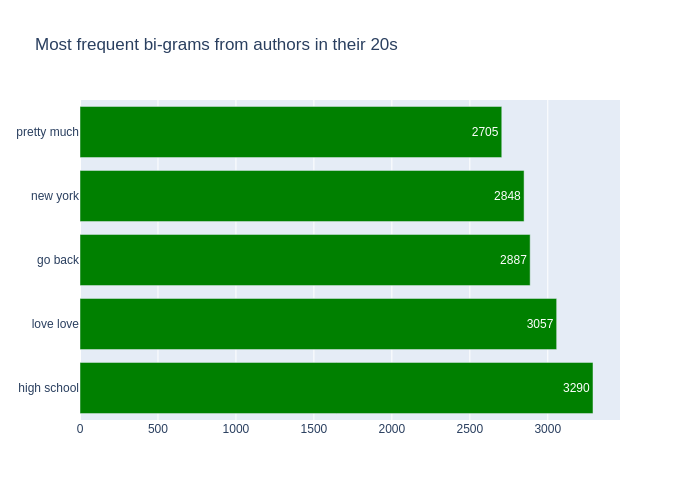 Most frequent bi-grams from authors in their 20s
pretty much 2705
new york 2848
go back 2887
love love 3057
high school 3290
0 500 1000 1500 2000 2500 3000